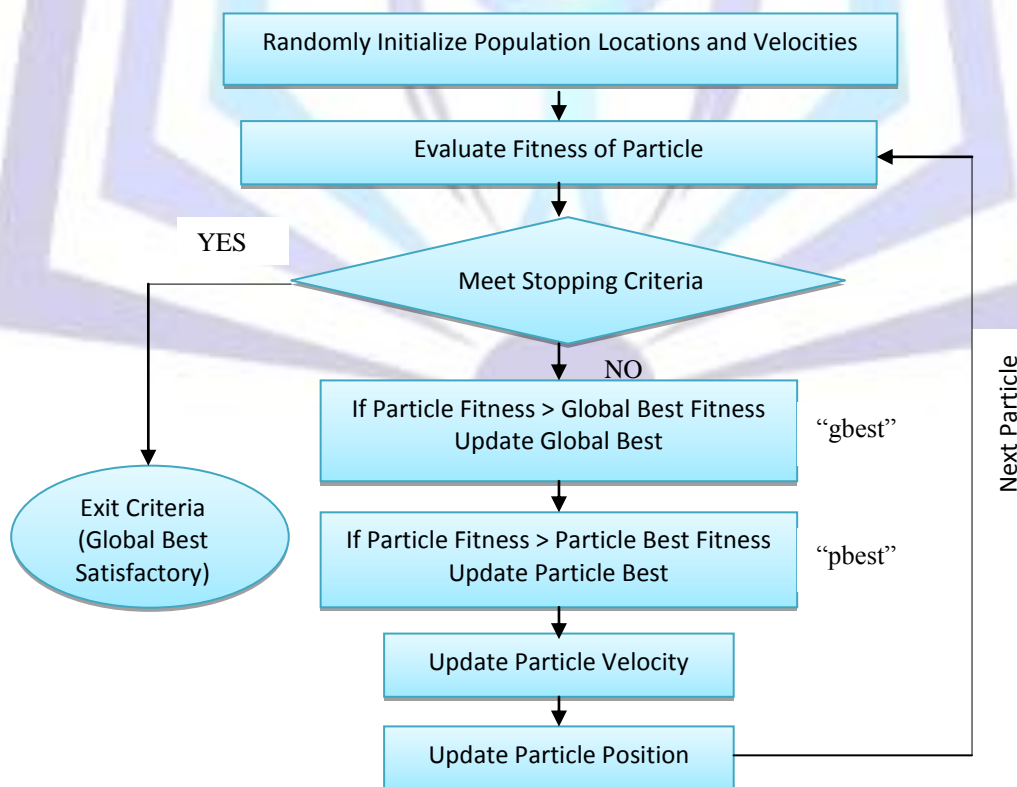 Randomly Initialize Population Locations and Velocities
Evaluate Fitness of Particle
YES
Meet Stopping Criteria
NO
If Particle Fitness > Global Best Fitness
Update Global Best
“gbest”
Next Particle
Exit Criteria
(Global Best
Satisfactory)
If Particle Fitness > Particle Best Fitness
Update Particle Best
“pbest”
Update Particle Velocity
Update Particle Position